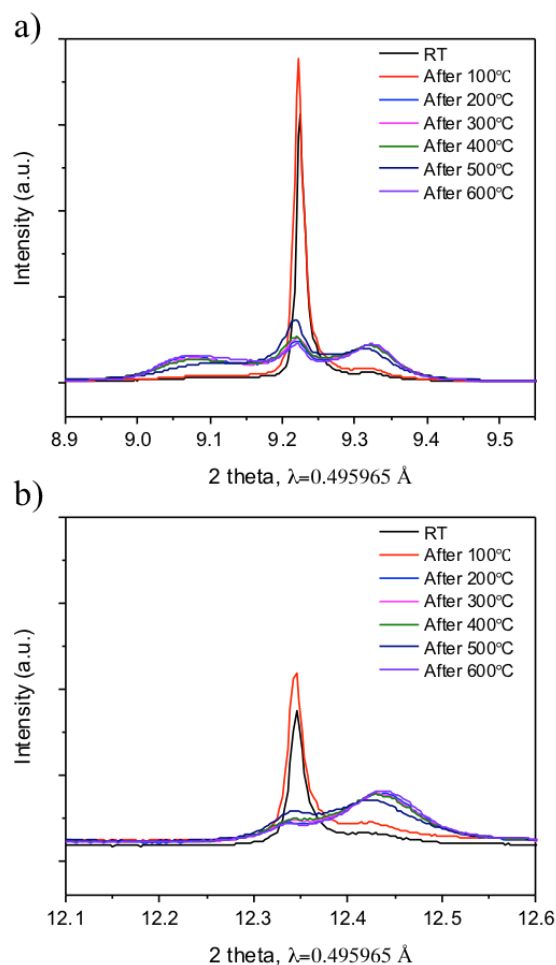 a)
RT
After 100℃
After 200℃
After 300℃
After 400℃
After 500℃
After 600℃
Intensity (a.u.)
8.9 9.0 9.1 9.2 9.3 9.4 9.5
2 theta, λ=0.495965 Å
b)
RT
After 100℃
After 200℃
After 300℃
After 400℃
After 500℃
After 600℃
Intensity (a.u.)
12.1 12.2 12.3 12.4 12.5 12.6
2 theta, λ=0.495965 Å